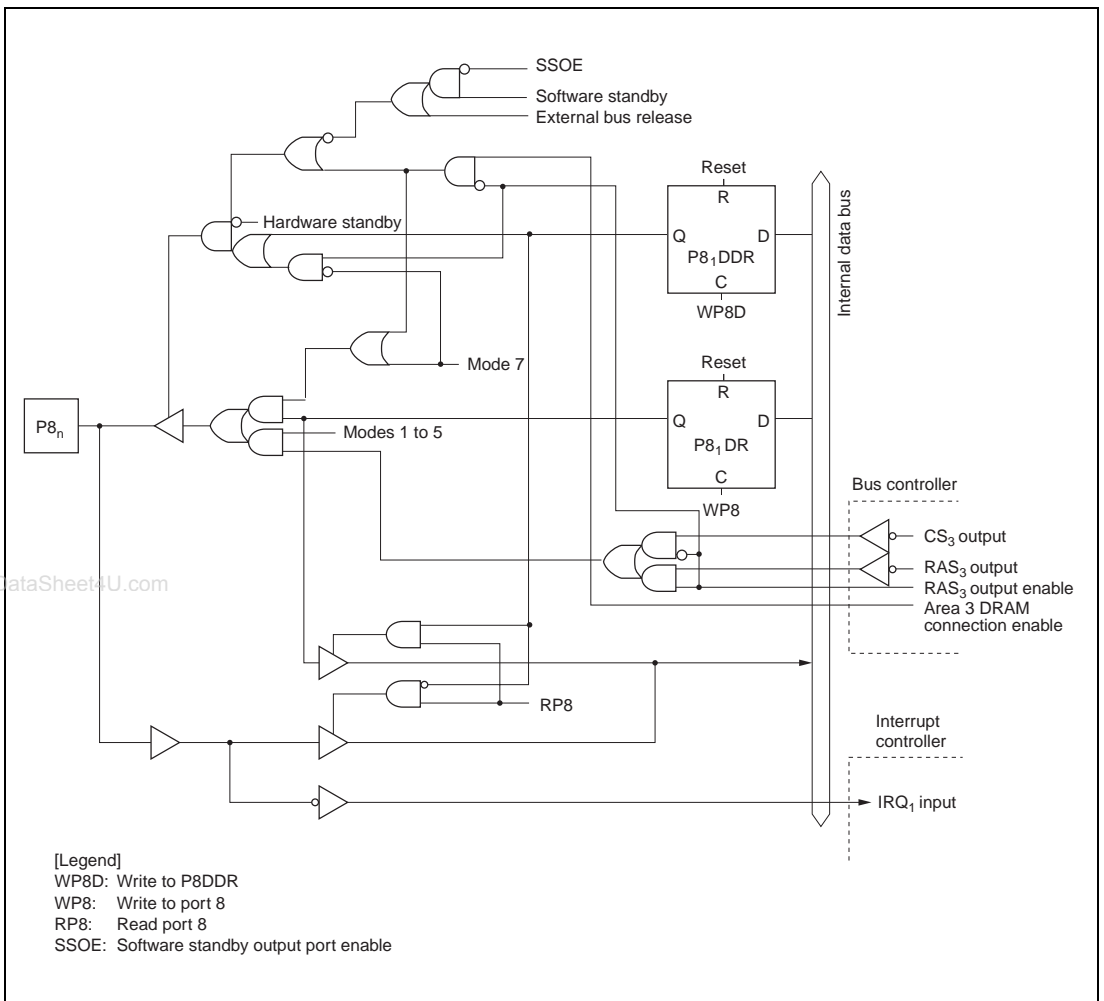 SSOE
Software standby
External bus release
Reset
R
Hardware standby
Q
D
P8₁DDR
C
WP8D
Internal data bus
Mode 7
Reset
R
P8ₙ
Modes 1 to 5
Q
D
P8₁DR
C
WP8
Bus controller
CS₃ output
RAS₃ output
RAS₃ output enable
Area 3 DRAM
connection enable
DataSheet4U.com
RP8
Interrupt
controller
IRQ₁ input
[Legend]
WP8D: Write to P8DDR
WP8: Write to port 8
RP8: Read port 8
SSOE: Software standby output port enable